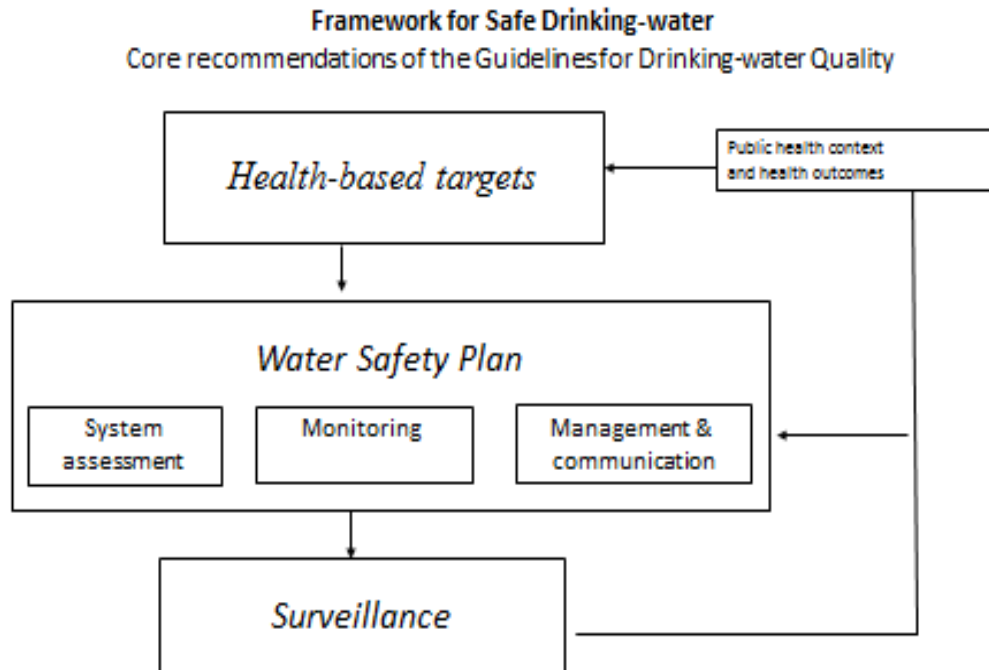 Framework for Safe Drinking-water
Core recommendations of the Guidelines for Drinking-water Quality
Health-based targets
Public health context
and health outcomes
Water Safety Plan
System
assessment
Monitoring
Management &
communication
Surveillance